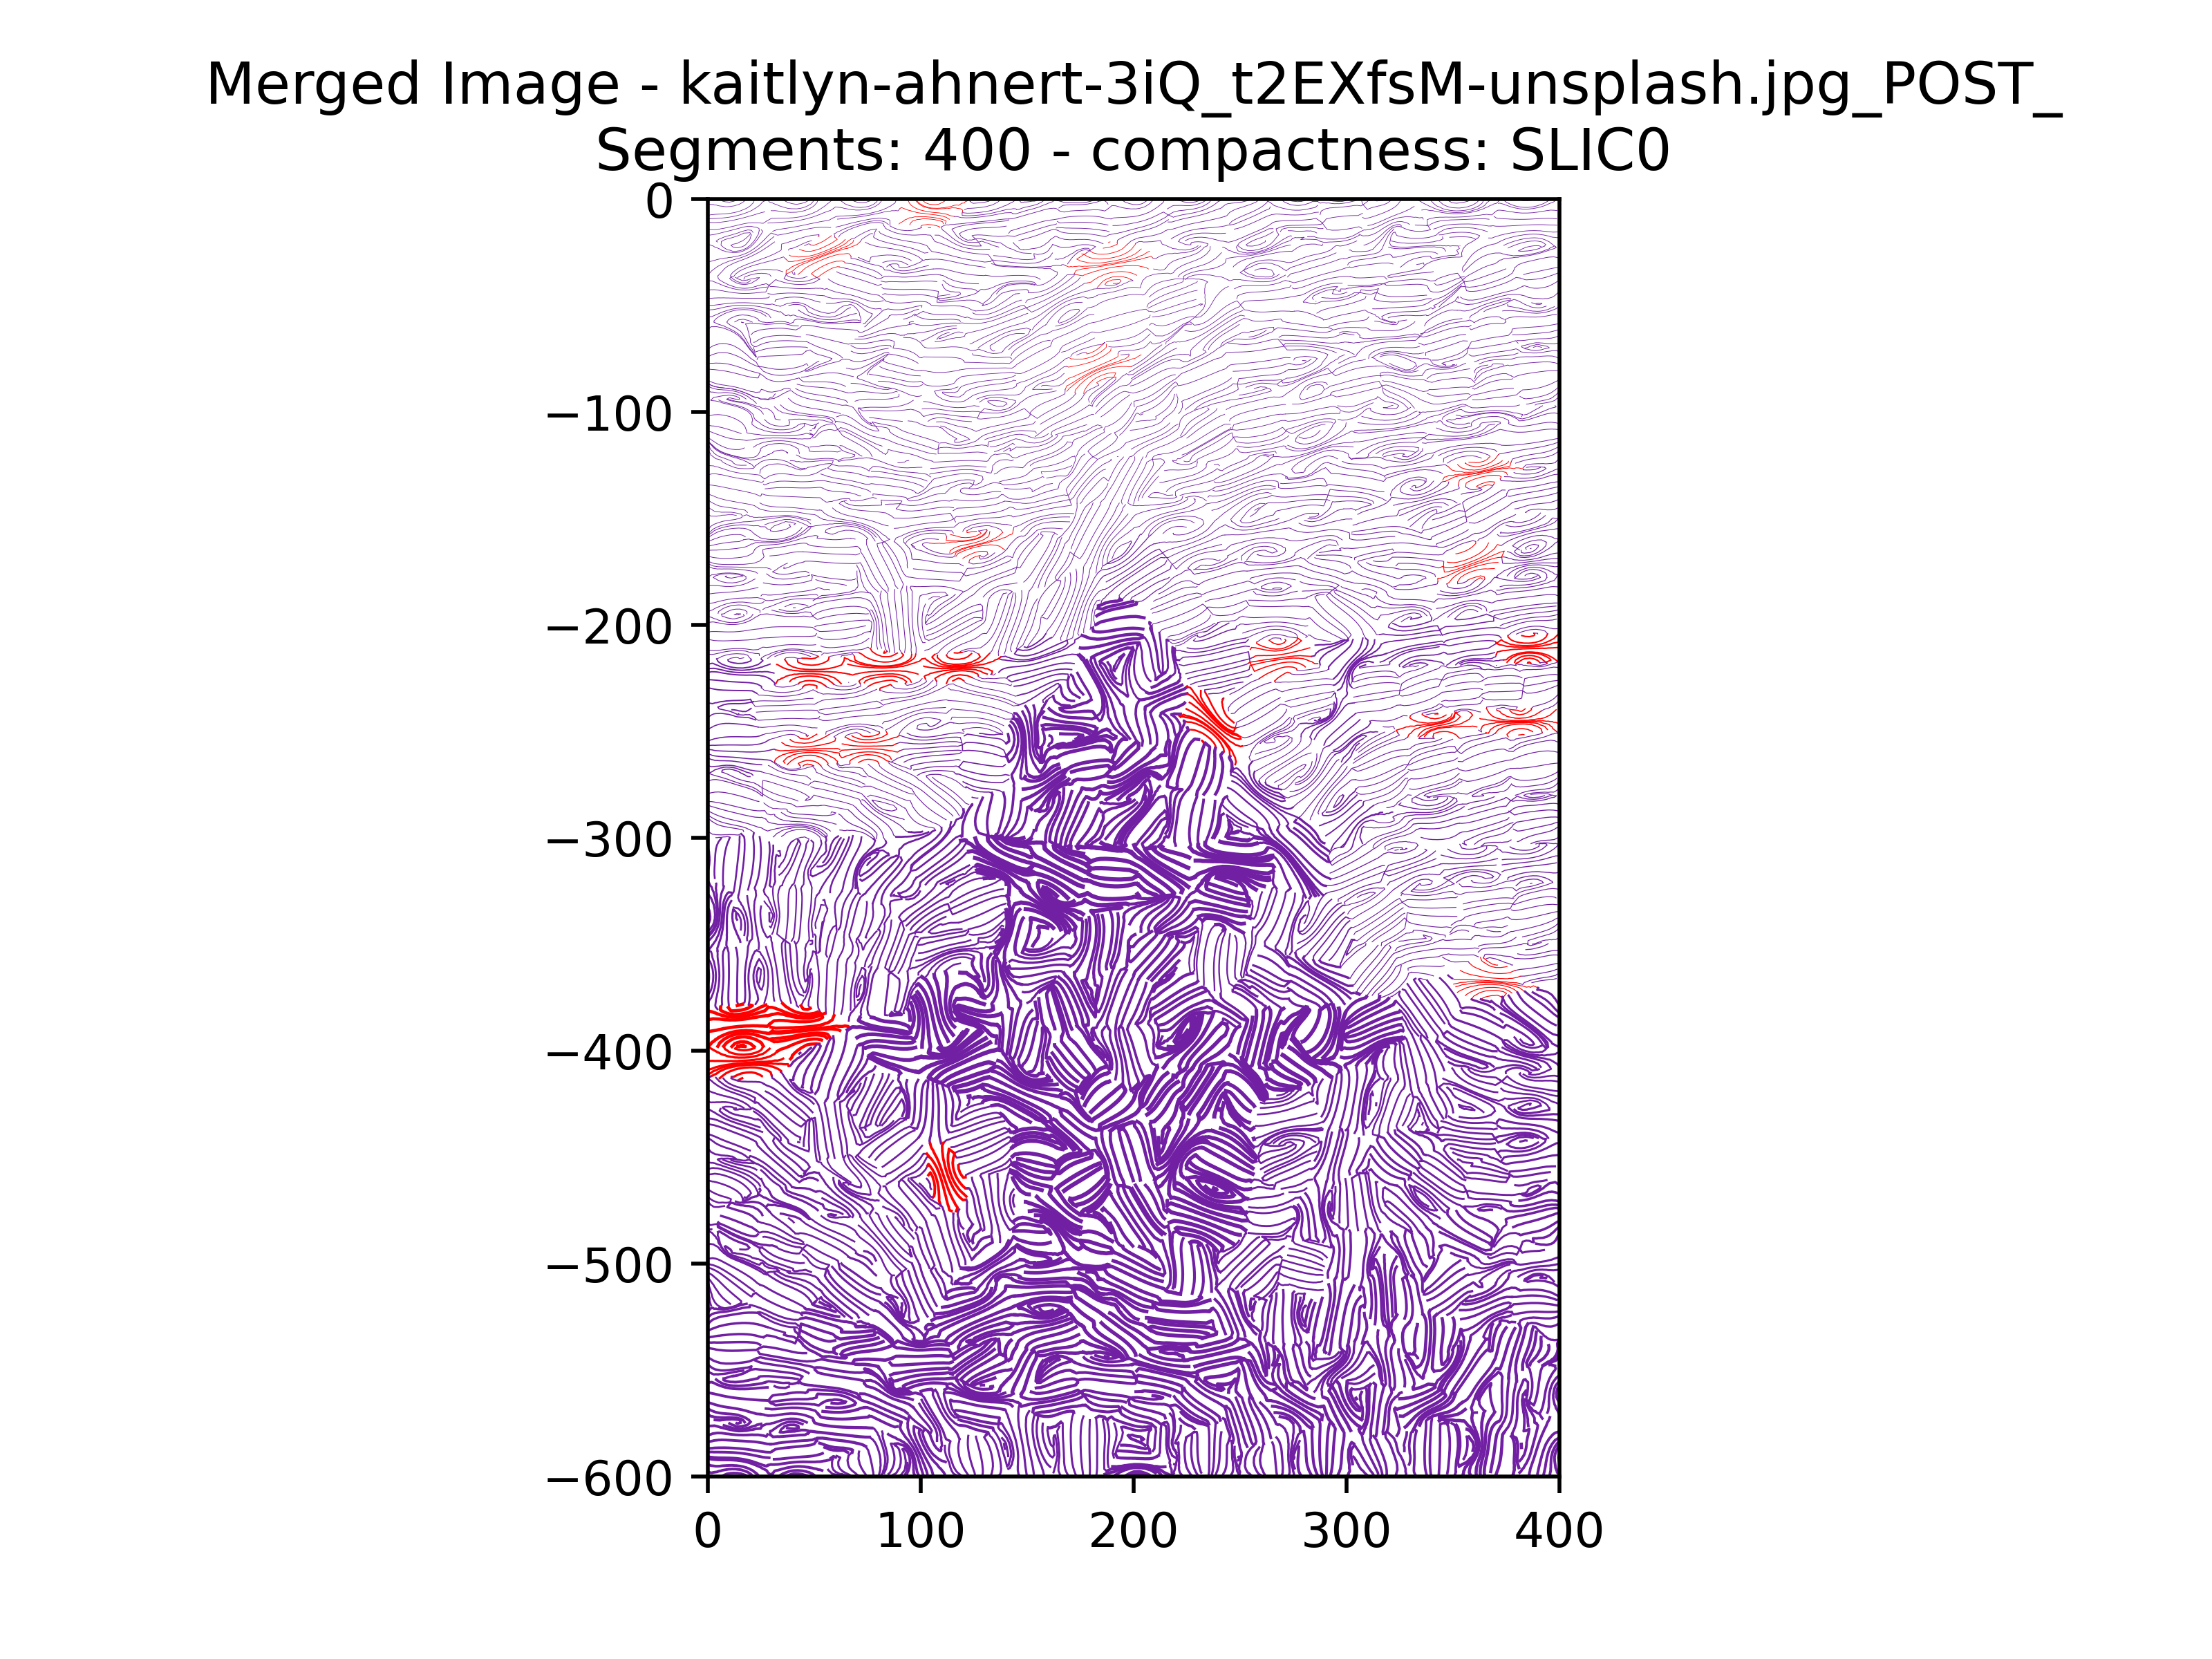 Merged Image - kaitlyn-ahnert-3iQ_t2EXfsM-unsplash.jpg_POST_
Segments: 400 - compactness: SLIC0
0
−100
−200
−300
−400
−500
−600
0 100 200 300 400